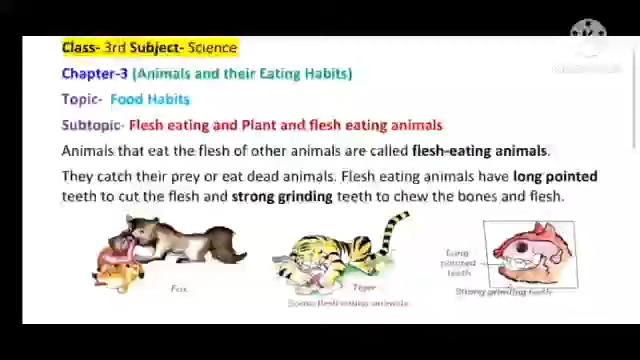 Class- 3rd Subject- Science
Chapter-3 (Animals and their Eating Habits)
Topic- Food Habits
Subtopic- Flesh eating and Plant and flesh eating animals
Animals that eat the flesh of other animals are called flesh-eating animals.
They catch their prey or eat dead animals. Flesh eating animals have long pointed
teeth to cut the flesh and strong grinding teeth to chew the bones and flesh.
Long
pointed
teeth
Fox
Tiger
Strong grinding teeth
Some flesh eating animals